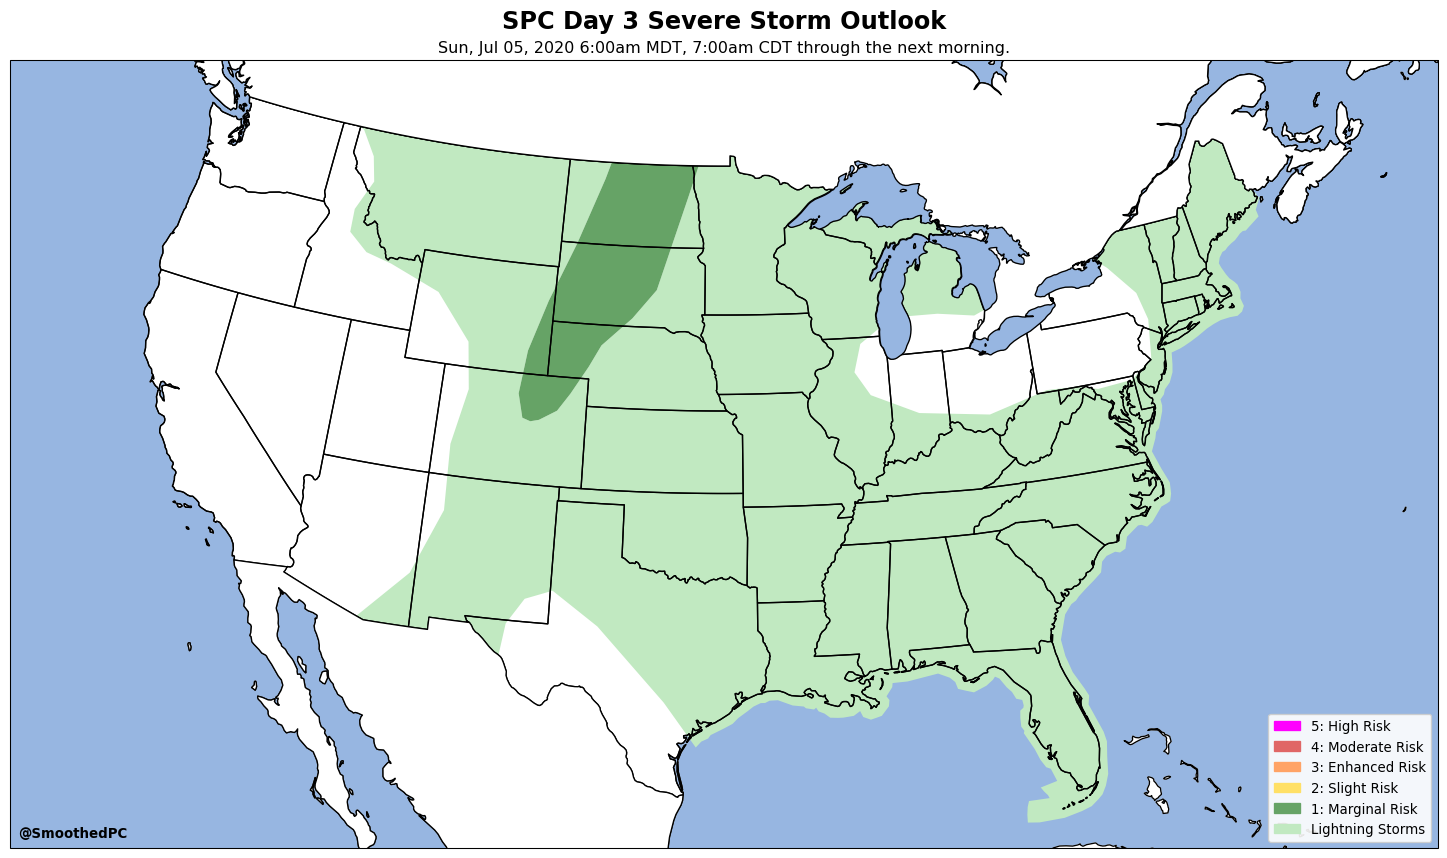 SPC Day 3 Severe Storm Outlook
Sun, Jul 05, 2020 6:00am MDT, 7:00am CDT through the next morning.
5: High Risk
4: Moderate Risk
3: Enhanced Risk
2: Slight Risk
1: Marginal Risk
Lightning Storms
@SmoothedPC